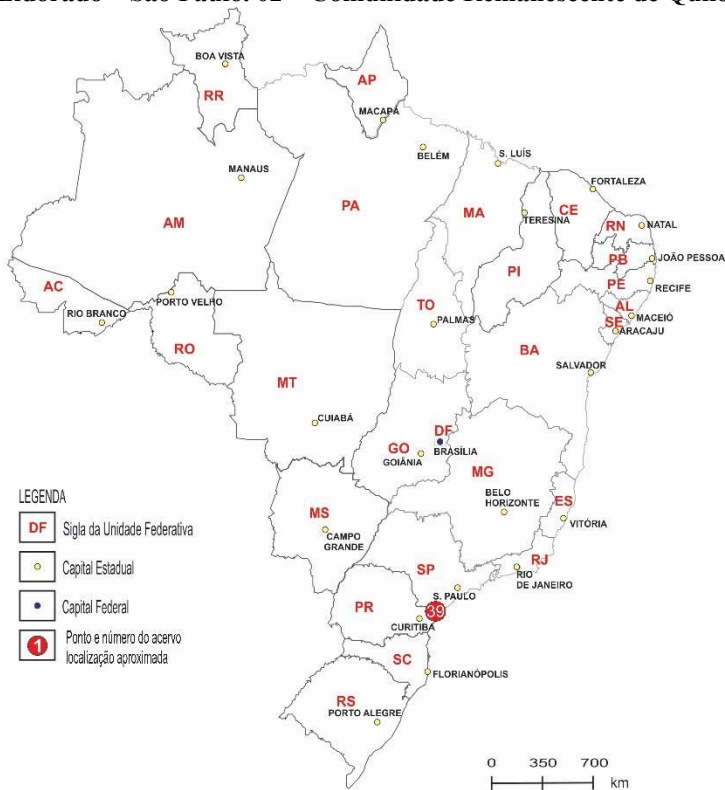 Eldorado – São Paulo. 02 – Comunidade Remanescente de Quilo
BOA VISTA
RR
AP
MACAPÁ
BELÉM
S. LUÍS
FORTALEZA
MANAUS
PA
MA
TERESINA
CE
RN
NATAL
AM
PB
JOÃO PESSOA
PI
PE
RECIFE
AC
PORTO VELHO
TO
AL
MACEIÓ
RIO BRANCO
PALMAS
SE
ARACAJU
RO
BA
MT
SALVADOR
CUIABÁ
DF
GO
BRASÍLIA
GOIÂNIA
MG
LEGENDA
BELO
HORIZONTE
ES
VITÓRIA
DF Sigla da Unidade Federativa
MS
CAMPO
GRANDE
Capital Estadual
SP
RJ
RIO
DE JANEIRO
Capital Federal
S. PAULO
PR
39
CURITIBA
1 Ponto e número do acervo
localização aproximada
SC
FLORIANÓPOLIS
RS
PORTO ALEGRE
0 350 700
km